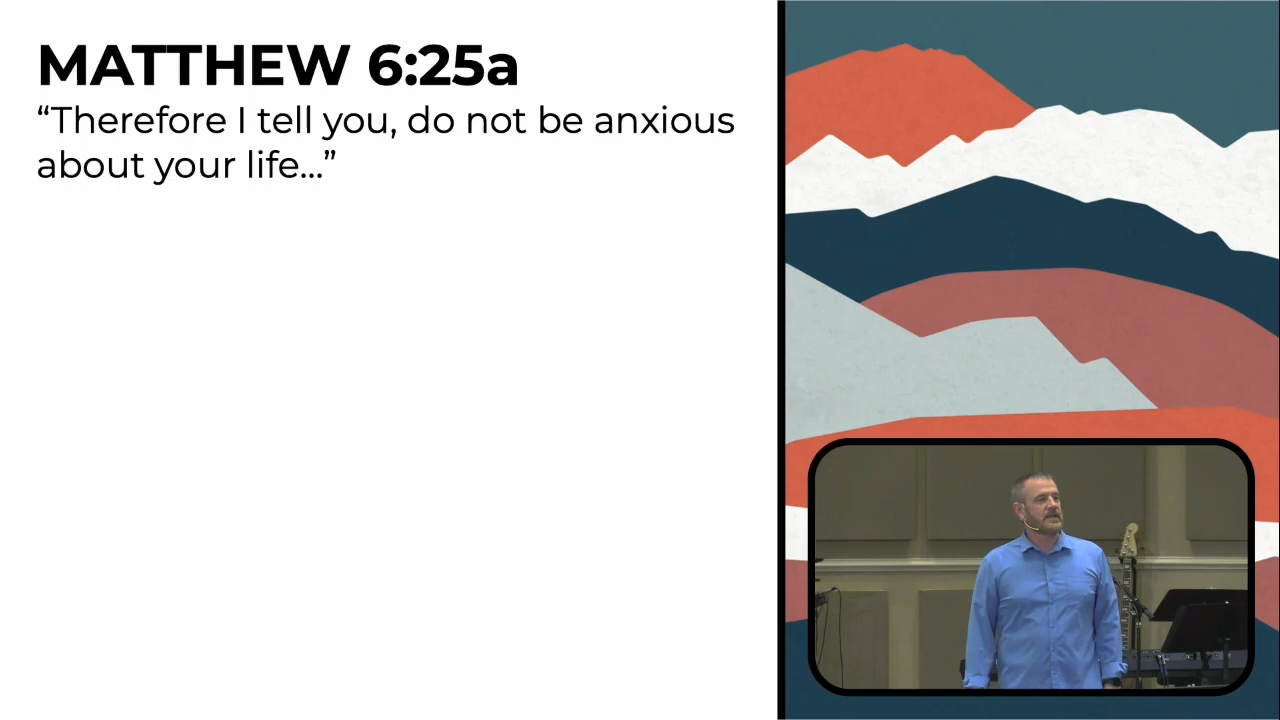 MATTHEW 6:25a
“Therefore I tell you, do not be anxious
about your life...”